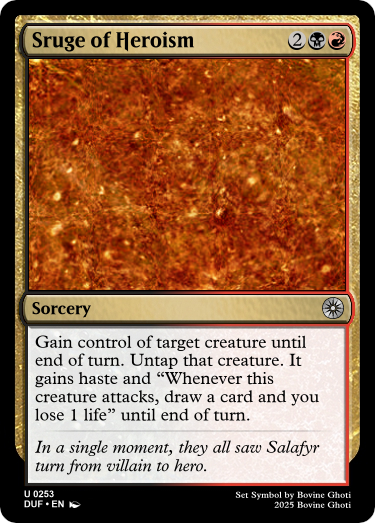 Sruge of Heroism 2
Sorcery
Gain control of target creature until
end of turn. Untap that creature. It
gains haste and “Whenever this
creature attacks, draw a card and you
lose 1 life” until end of turn.
In a single moment, they all saw Salafyr
turn from villain to hero.
U 0253
DUF • EN
Set Symbol by Bovine Ghoti
2025 Bovine Ghoti